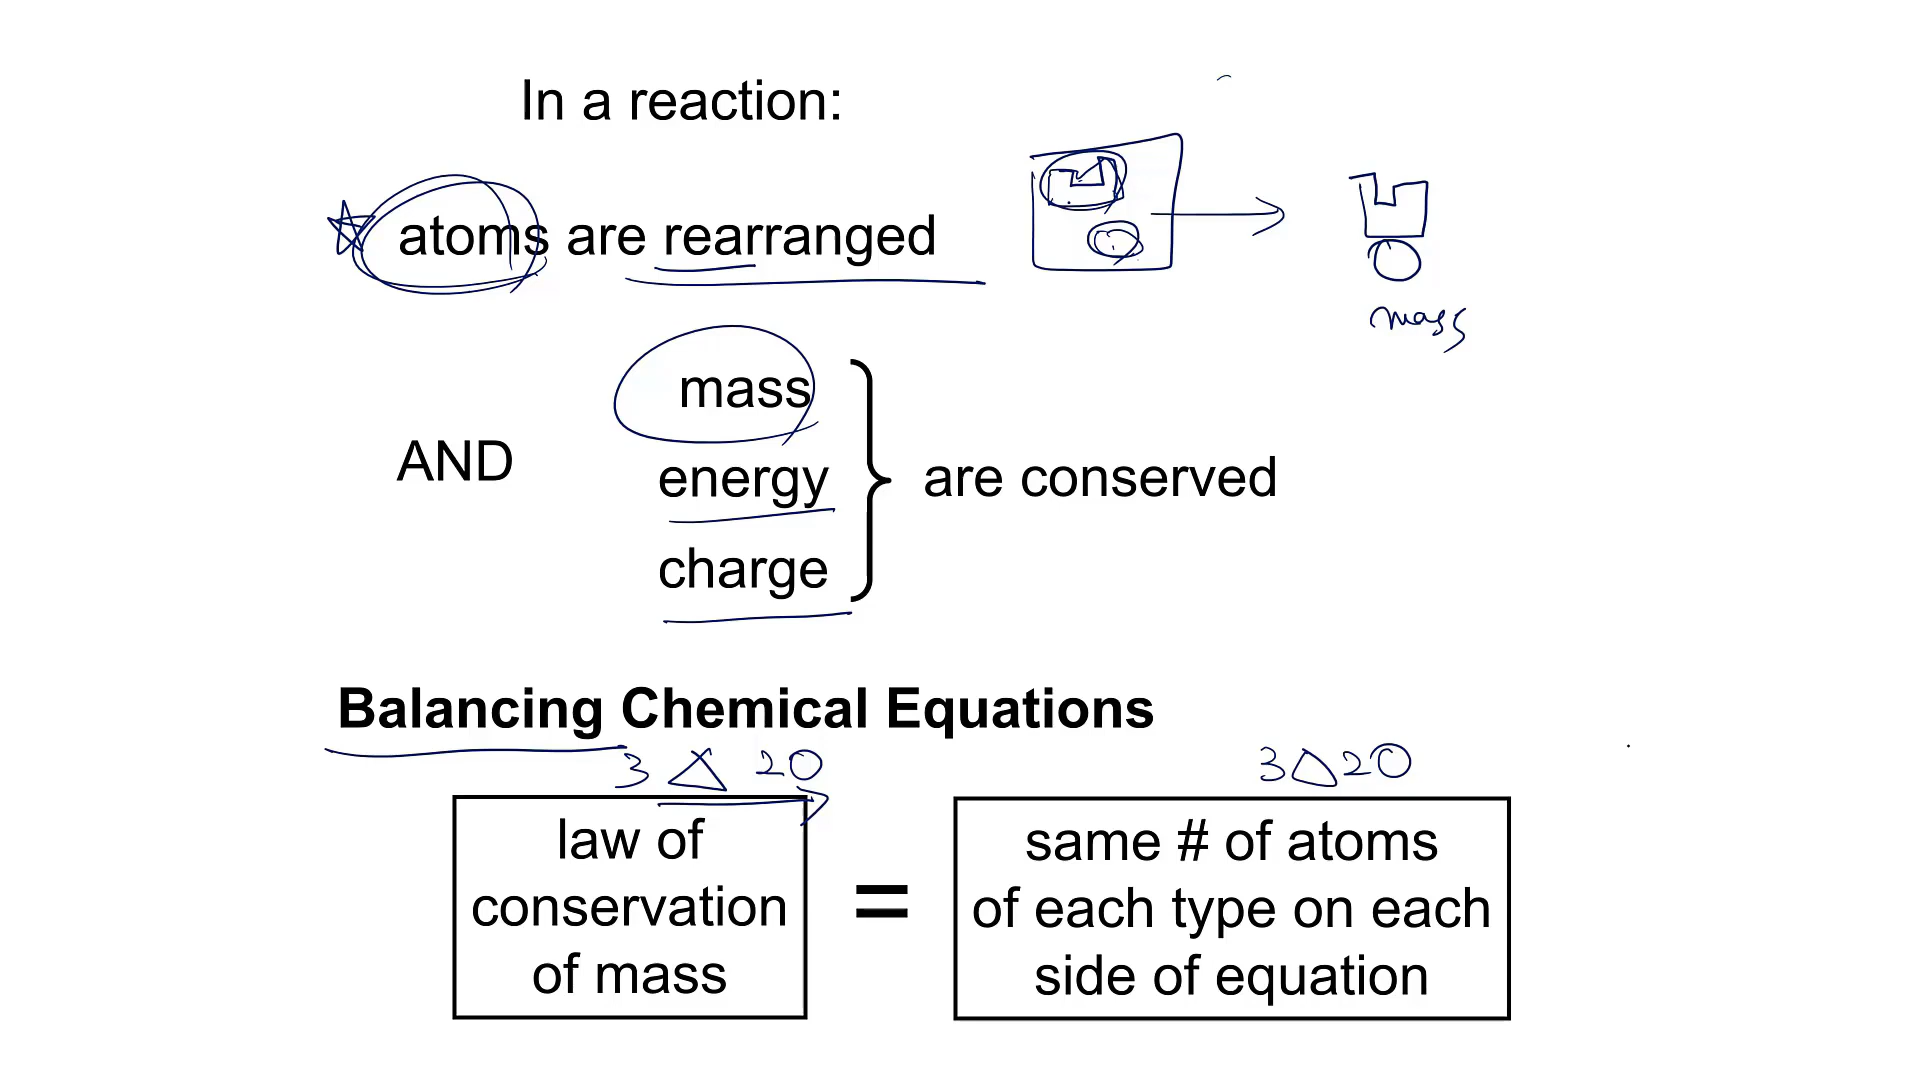 In a reaction:
atoms are rearranged
mass
mass
AND
energy
are conserved
charge
Balancing Chemical Equations
3 △ 2○
3△2○
law of
conservation
of mass
=
same # of atoms
of each type on each
side of equation